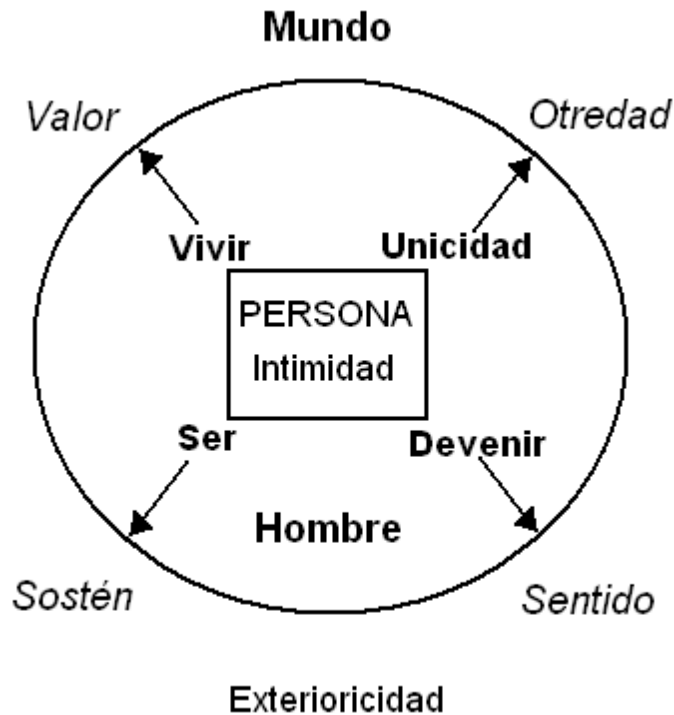 Mundo
Valor
Otredad
Vivir
Unicidad
PERSONA
Intimidad
Ser
Devenir
Hombre
Sostén
Sentido
Exterioricidad